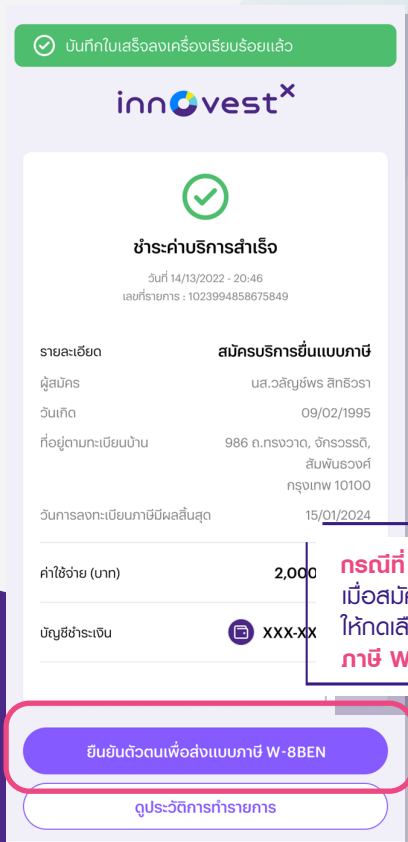 บันทึกใบเสร็จลงเครื่องเรียบร้อยแล้ว
innovestx
ชำระค่าบริการสำเร็จ
วันที่ 14/13/2022 - 20:46
เลขที่รายการ : 1023994858675849
รายละเอียด สมัครบริการยื่นแบบภาษี
ผู้สมัคร นส.วลัญช์พร สิทธิวรา
วันเกิด 09/02/1995
ที่อยู่ตามทะเบียนบ้าน 986 ถ.ทรงวาด, จักรวรรดิ,
สัมพันธวงศ์
กรุงเทพ 10100
วันการลงทะเบียนภาษีมีผลสิ้นสุด 15/01/2024
ค่าใช้จ่าย (บาท) 2,000
กรณีที่
เมื่อสมั
ให้กดเลื
ภาษี W
บัญชีชำระเงิน XXX-XX
ยืนยันตัวตนเพื่อส่งแบบภาษี W-8BEN
ดูประวัติการทำรายการ